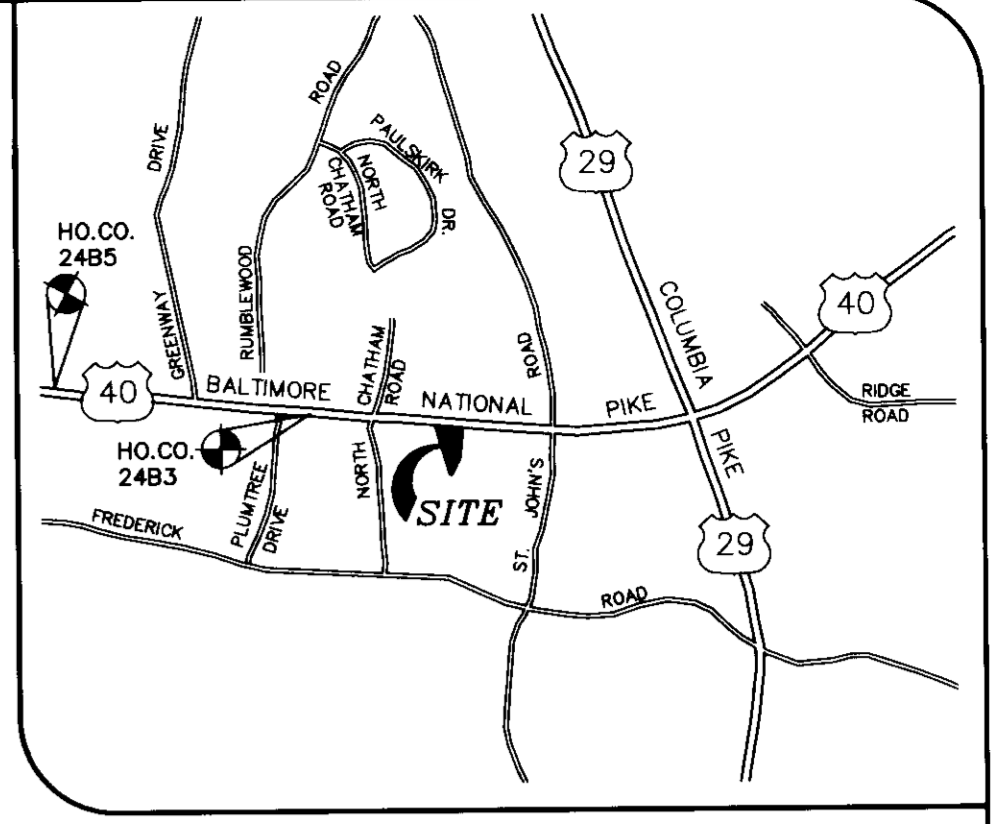 DRIVE
GREENWAY
ROAD
RUMBLEWOOD
PAULSKIRK
DR.
NORTH
CHATHAM
ROAD
HO.CO.
24B5
29
COLUMBIA
PIKE
40
RIDGE
ROAD
40
BALTIMORE
NATIONAL
PIKE
CHATHAM
ROAD
NORTH
ROAD
JOHN'S
ST.
HO.CO.
24B3
PLUMTREE
DRIVE
SITE
FREDERICK
ROAD
29